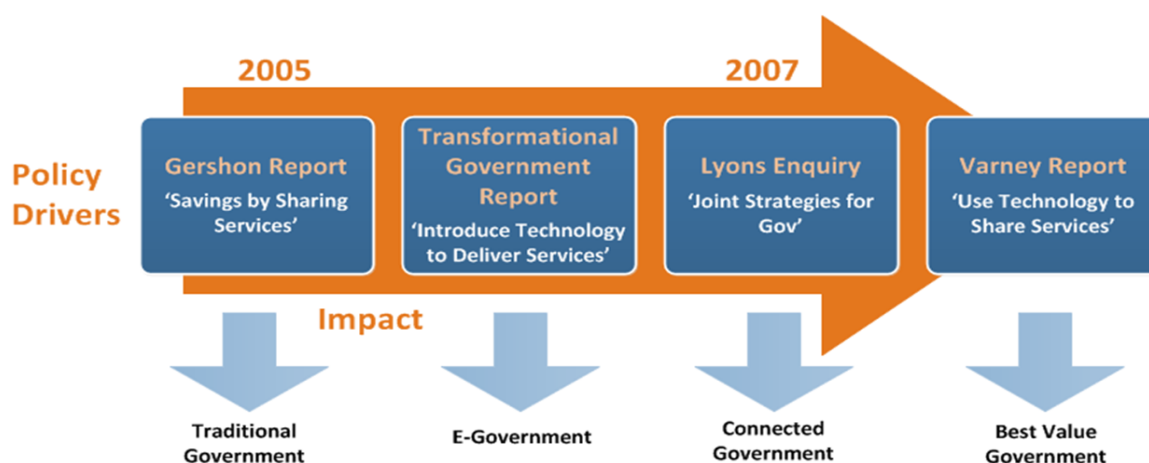 2005
2007
Policy
Drivers
Gershon Report
‘Savings by Sharing
Services’
Transformational
Government
Report
‘Introduce Technology
to Deliver Services’
Lyons Enquiry
‘Joint Strategies for
Gov’
Varney Report
‘Use Technology to
Share Services’
Impact
Traditional
Government
E-Government
Connected
Government
Best Value
Government